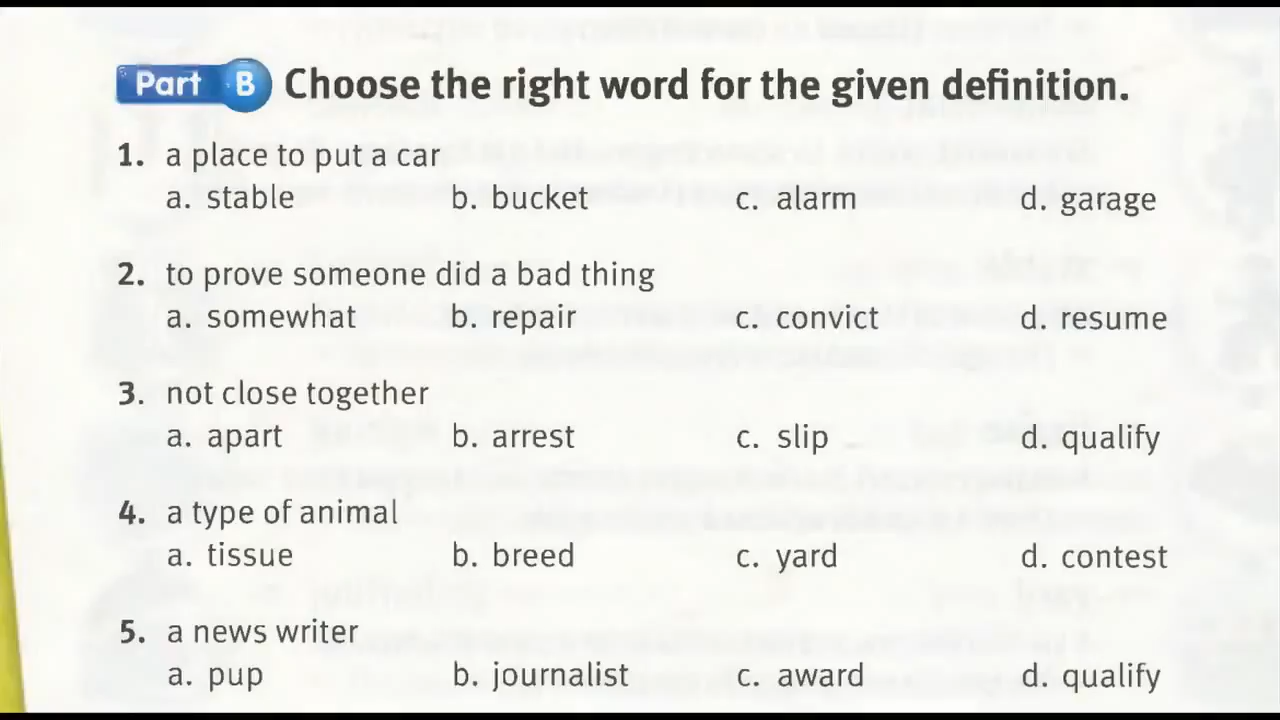 Part B Choose the right word for the given definition.
1. a place to put a car
a. stable b. bucket c. alarm d. garage
2. to prove someone did a bad thing
a. somewhat b. repair c. convict d. resume
3. not close together
a. apart b. arrest c. slip d. qualify
4. a type of animal
a. tissue b. breed c. yard d. contest
5. a news writer
a. pup b. journalist c. award d. qualify